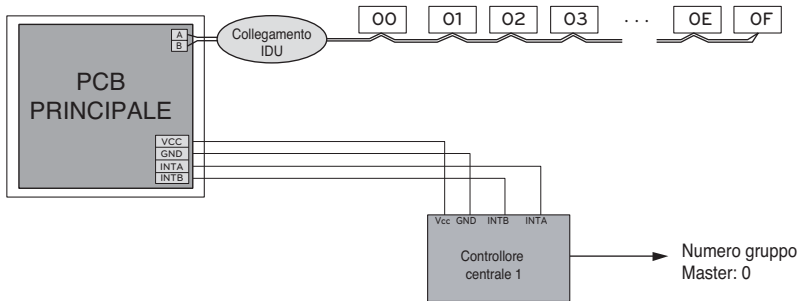 00 01 02 03 ... 0E 0F
A
B
Collegamento
IDU
PCB
PRINCIPALE
VCC
GND
INTA
INTB
Vcc GND INTB INTA
Controllore
centrale 1
Numero gruppo
Master: 0